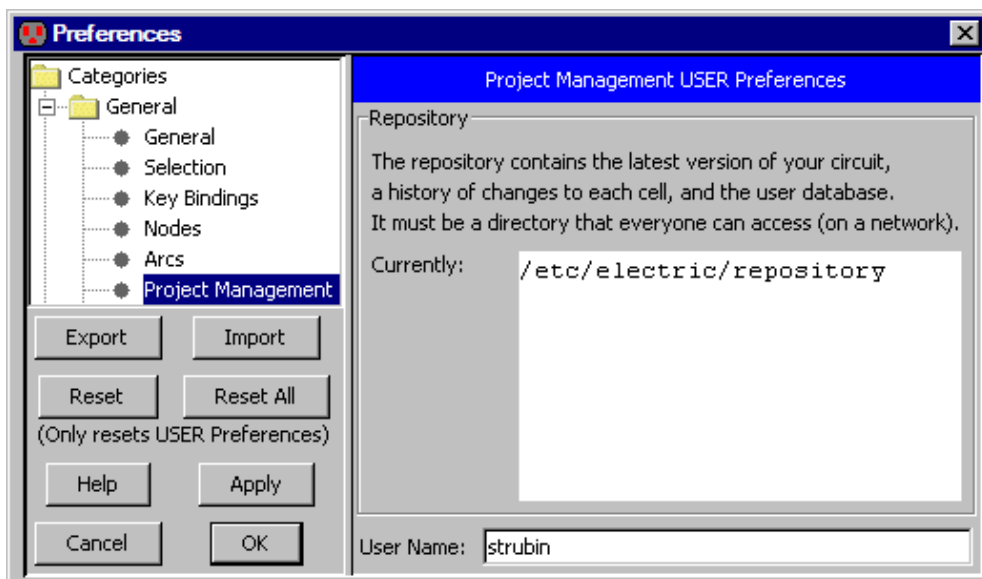 Preferences
Categories
General
General
Selection
Key Bindings
Nodes
Arcs
Project Management
Export
Import
Reset
Reset All
(Only resets USER Preferences)
Help
Apply
Cancel
OK
Project Management USER Preferences
Repository
The repository contains the latest version of your circuit,
a history of changes to each cell, and the user database.
It must be a directory that everyone can access (on a network).
Currently:
/etc/electric/repository
User Name:
strubin